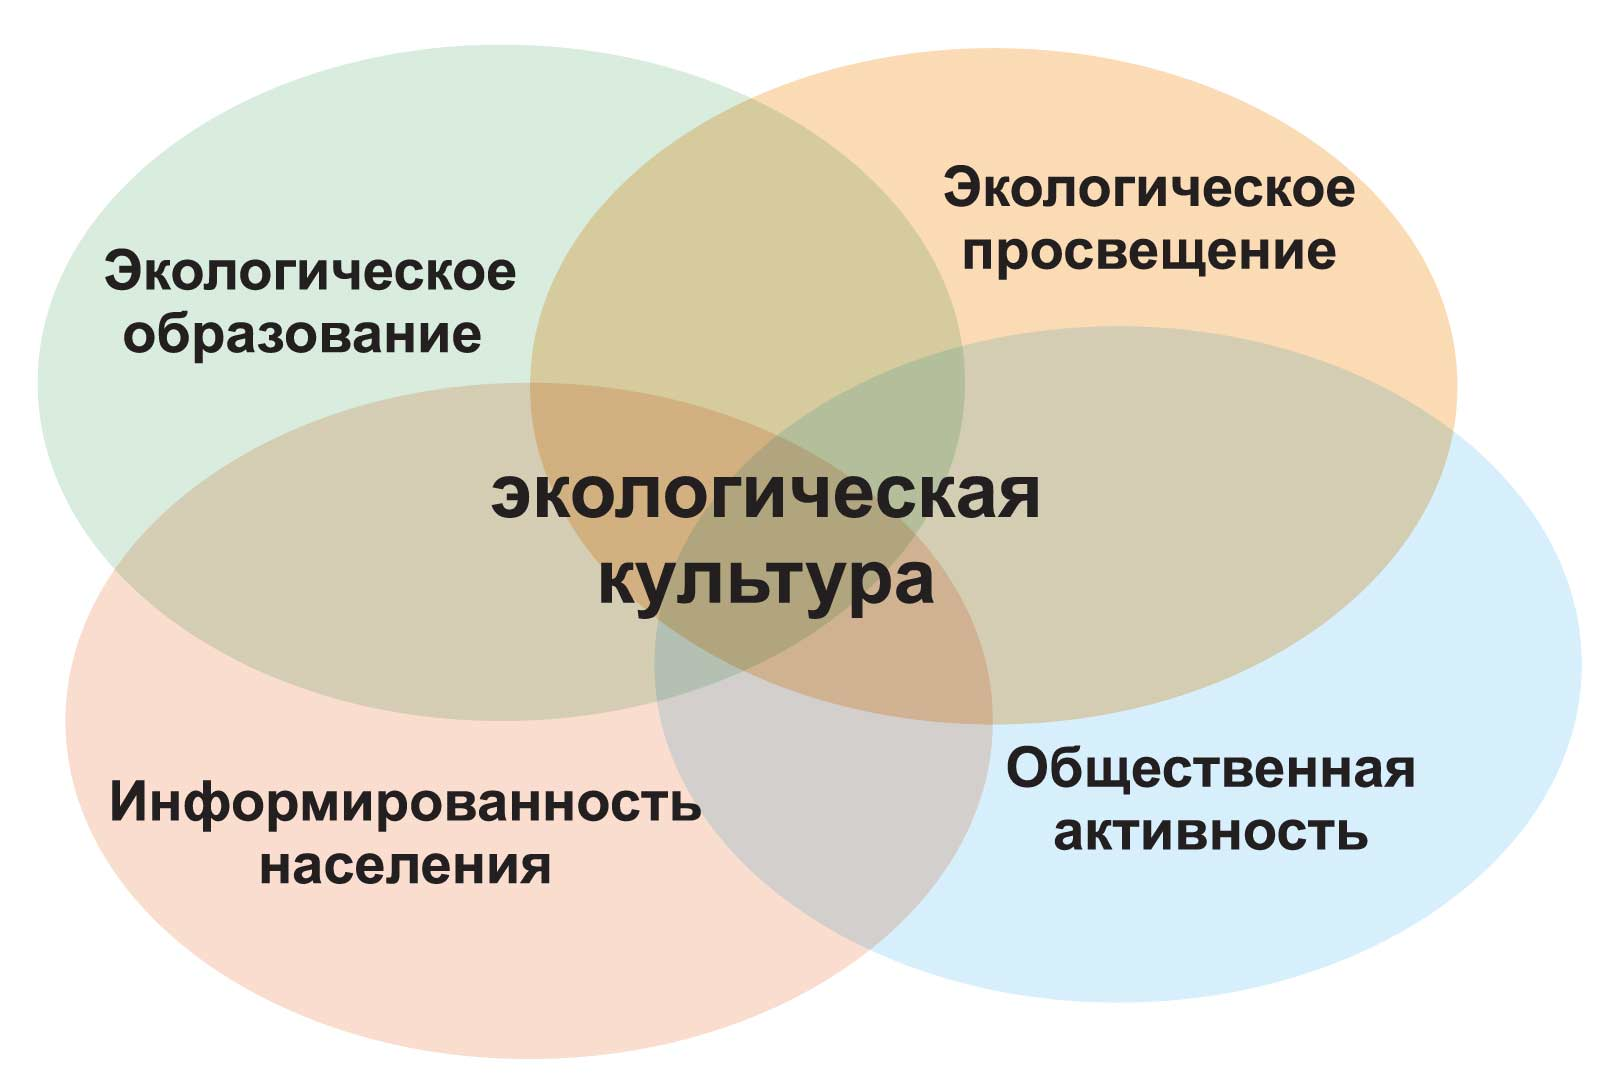 Экологическое
образование
Экологическое
просвещение
экологическая
культура
Информированность
населения
Общественная
активность